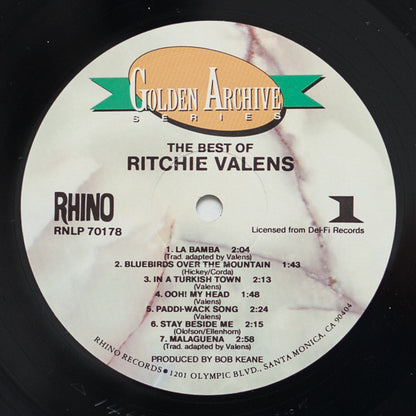 GOLDEN ARCHIVE
SERIES
THE BEST OF
RITCHIE VALENS
RHINO
RNLP 70178
1
Licensed from Del-Fi Records
1. LA BAMBA 2:04
(Trad. adapted by Valens)
2. BLUEBIRDS OVER THE MOUNTAIN 1:43
(Hickey/Corda)
3. IN A TURKISH TOWN 2:13
(Valens)
4. OOH! MY HEAD 1:48
(Valens)
5. PADDI-WACK SONG 2:24
(Valens)
6. STAY BESIDE ME 2:15
(Olofson/Ellenhorn)
7. MALAGUENA 2:58
(Trad. adapted by Valens)
PRODUCED BY BOB KEANE
RHINO RECORDS • 1201 OLYMPIC BLVD., SANTA MONICA, CA 90404